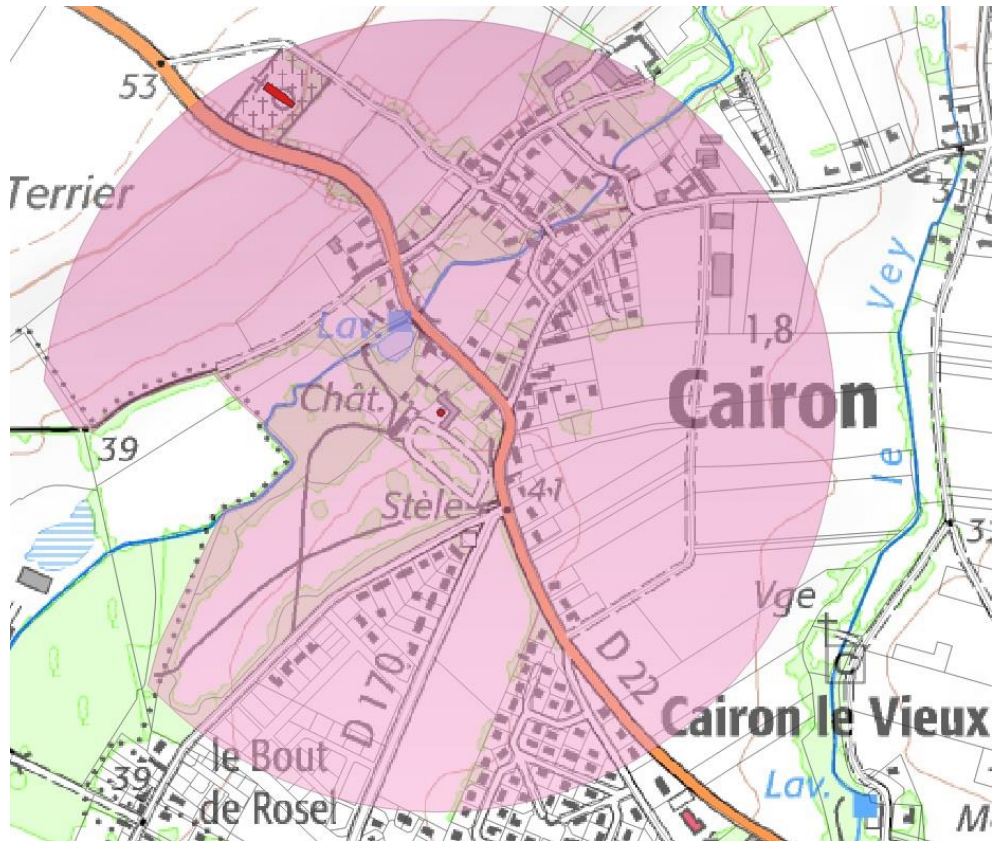 53
Terrier
31
Lav.
le Vey
1,8
Cairon
Chât.
39
Stèle
41
Vge
D 170
D 22
Cairon le Vieux
le Bout
de Rosel
39
Lav.